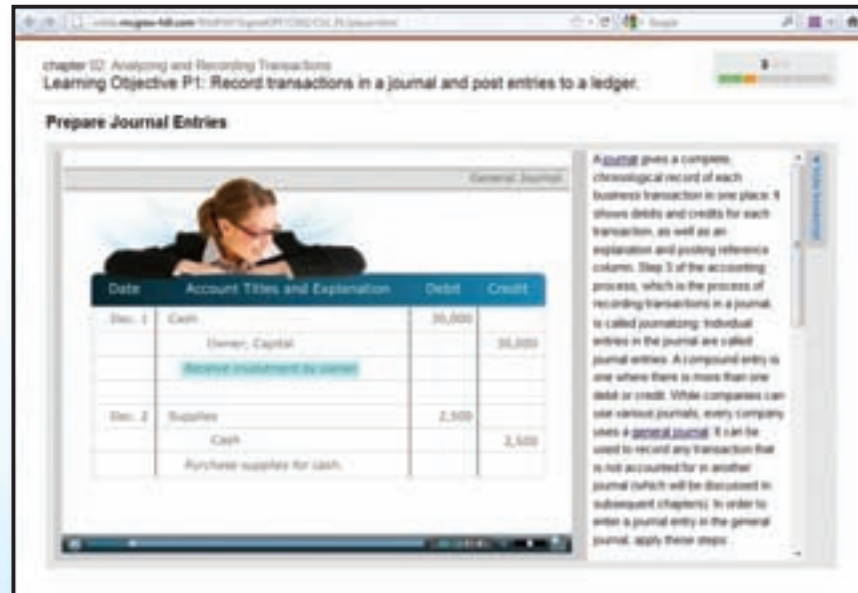 chapter 02: Analyzing and Recording Transactions
Learning Objective P1: Record transactions in a journal and post entries to a ledger.
3
Prepare Journal Entries
General Journal
Date Account Titles and Explanation Debit Credit
Dec. 1 Cash 30,000
Owner, Capital 30,000
Receive investment by owner
Dec. 2 Supplies 2,500
Cash 2,500
Purchase supplies for cash.
A journal gives a complete,
chronological record of each
business transaction in one place. It
shows debits and credits for each
transaction, as well as an
explanation and posting reference
column. Step 3 of the accounting
process, which is the process of
recording transactions in a journal,
is called journalizing. Individual
entries in the journal are called
journal entries. A compound entry is
one where there is more than one
debit or credit. While companies can
use various journals, every company
uses a general journal. It can be
used to record any transaction that
is not accounted for in another
journal (which will be discussed in
subsequent chapters). In order to
enter a journal entry in the general
journal, apply these steps: